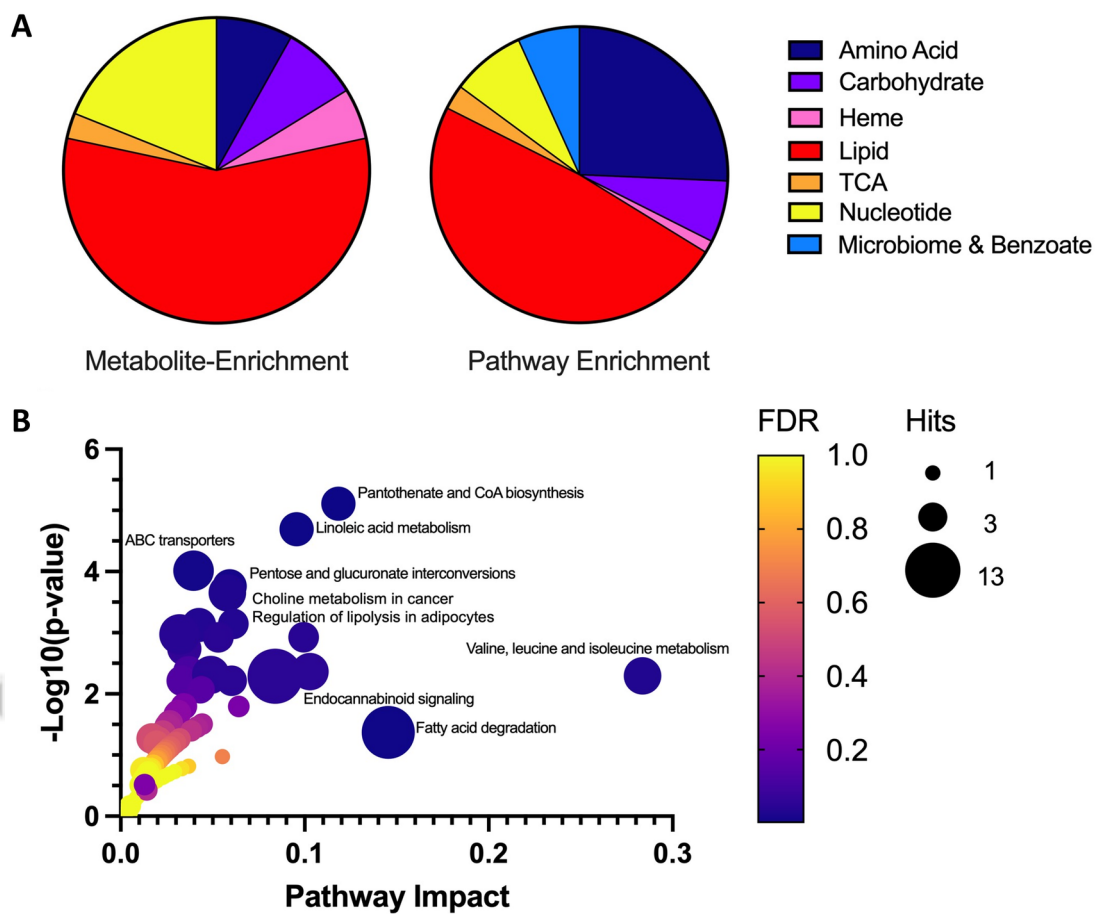 A
Amino Acid
Carbohydrate
Heme
Lipid
TCA
Nucleotide
Microbiome & Benzoate
Metabolite-Enrichment
Pathway Enrichment
B
FDR
Hits
6
4
2
0
-Log10(p-value)
Pantothenate and CoA biosynthesis
Linoleic acid metabolism
ABC transporters
Pentose and glucuronate interconversions
Choline metabolism in cancer
Regulation of lipolysis in adipocytes
Valine, leucine and isoleucine metabolism
Endocannabinoid signaling
Fatty acid degradation
0.0
0.1
0.2
0.3
Pathway Impact
1.0
0.8
0.6
0.4
0.2
1
3
13